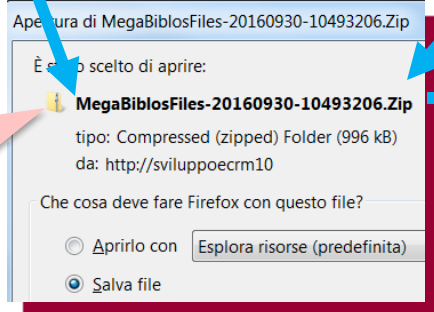 Apertura di MegaBiblosFiles-20160930-10493206.Zip
È stato scelto di aprire:
MegaBiblosFiles-20160930-10493206.Zip
tipo: Compressed (zipped) Folder (996 kB)
da: http://sviluppoecrm10
Che cosa deve fare Firefox con questo file?
Aprirlo con Esplora risorse (predefinita)
Salva file